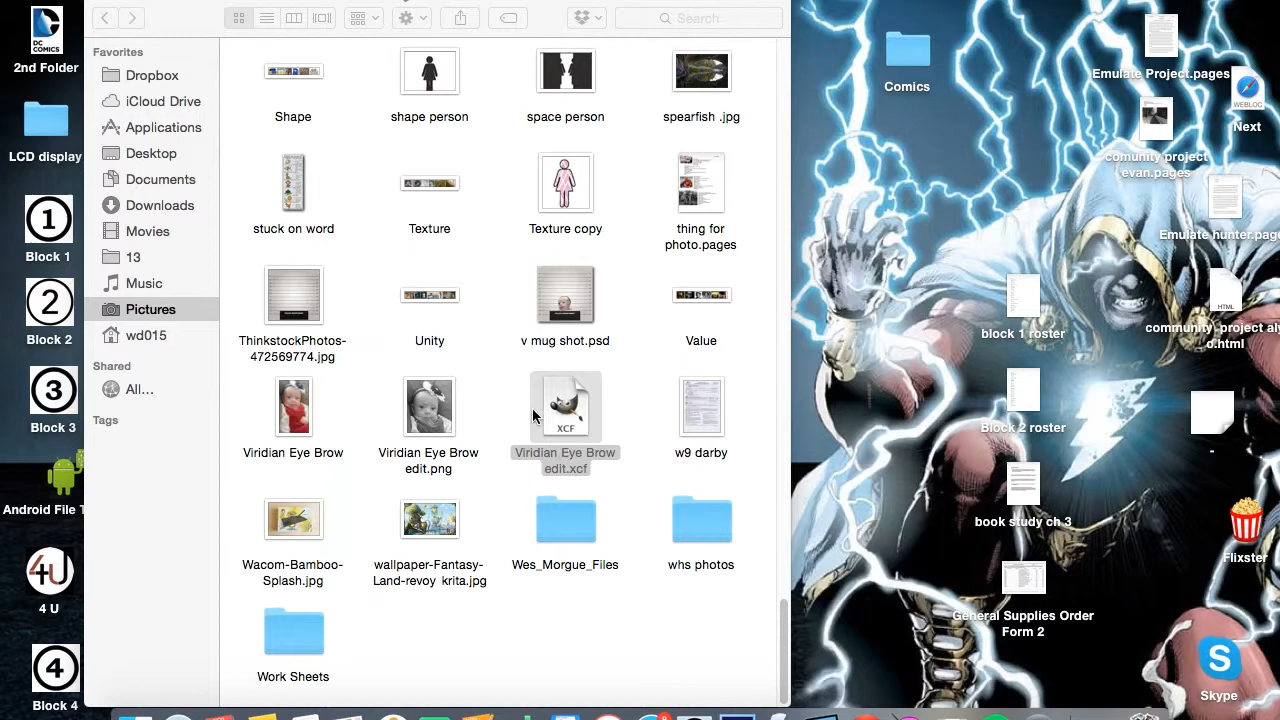 DC
COMICS
2nd Folder
LCD display
1
Block 1
2
Block 2
3
Block 3
Android File T
4U
4 U
4
Block 4
Search
Favorites
Dropbox
iCloud Drive
Applications
Desktop
Documents
Downloads
Movies
13
Music
Pictures
wd015
Shared
All...
Tags
Shape
shape person
space person
spearfish .jpg
stuck on word
Texture
Texture copy
thing for
photo.pages
ThinkstockPhotos-
472569774.jpg
Unity
v mug shot.psd
Value
Viridian Eye Brow
Viridian Eye Brow
edit.png
XCF
Viridian Eye Brow
edit.xcf
w9 darby
Wacom-Bamboo-
Splash.jpg
wallpaper-Fantasy-
Land-revoy krita.jpg
Wes_Morgue_Files
whs photos
Work Sheets
Comics
Emulate Project.pages
WEBLOC
Next
comunity project
evan.pages
Emulate hunter.page
block 1 roster
HTML
community project aly
o.html
Block 2 roster
-
book study ch 3
Flixster
General Supplies Order
Form 2
Skype